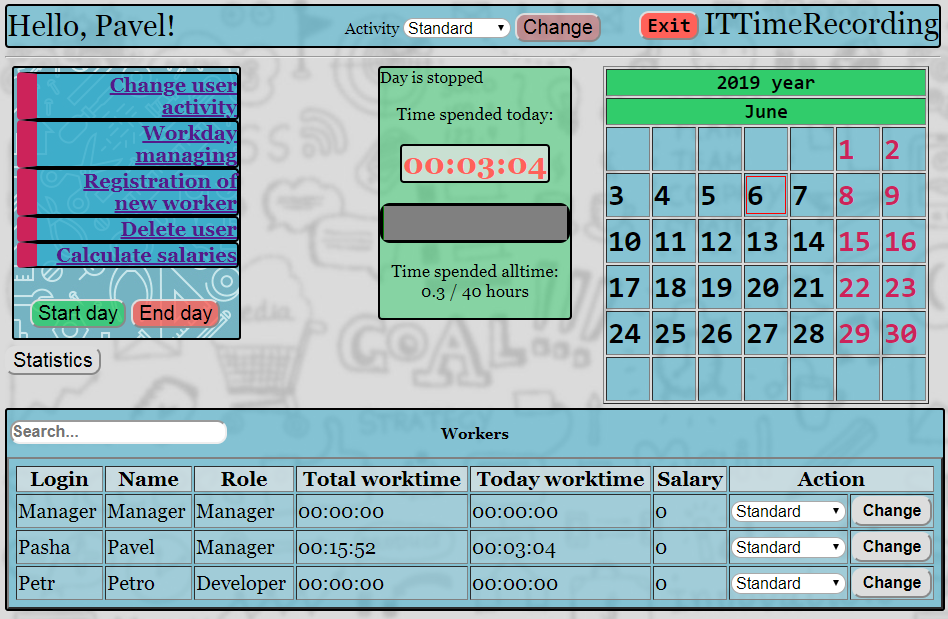 Hello, Pavel!
Activity Standard Change
Exit ITTimeRecording
Change user
activity
Workday
managing
Registration of
new worker
Delete user
Calculate salaries
Start day End day
Statistics
Day is stopped
Time spended today:
00:03:04
Time spended alltime:
0.3 / 40 hours
2019 year
June
1 2
3 4 5 6 7 8 9
10 11 12 13 14 15 16
17 18 19 20 21 22 23
24 25 26 27 28 29 30
GOAL...!!
STRATEGY
Search...
Workers
Login Name Role Total worktime Today worktime Salary Action
Manager Manager Manager 00:00:00 00:00:00 0 Standard Change
Pasha Pavel Manager 00:15:52 00:03:04 0 Standard Change
Petr Petro Developer 00:00:00 00:00:00 0 Standard Change